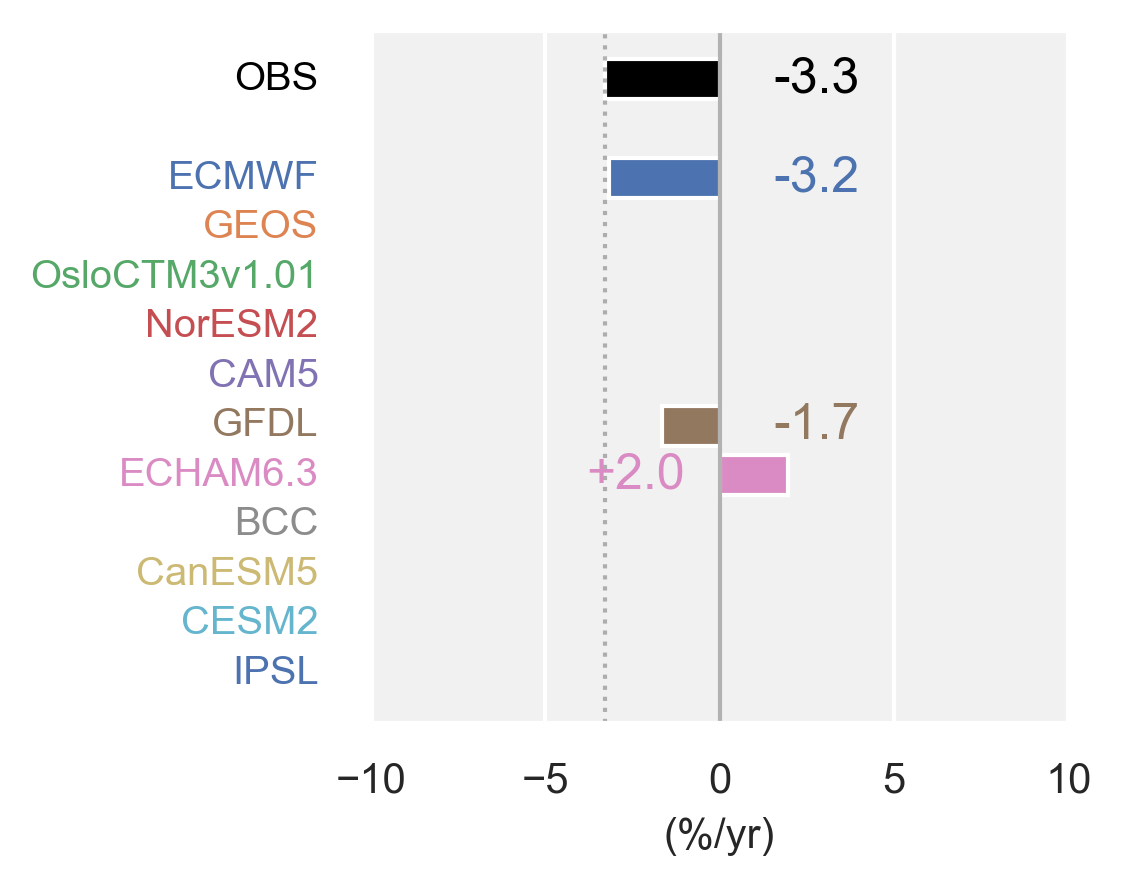 OBS -3.3
ECMWF -3.2
GEOS
OsloCTM3v1.01
NorESM2
CAM5
GFDL -1.7
ECHAM6.3 +2.0
BCC
CanESM5
CESM2
IPSL
−10 −5 0 5 10
(%/yr)